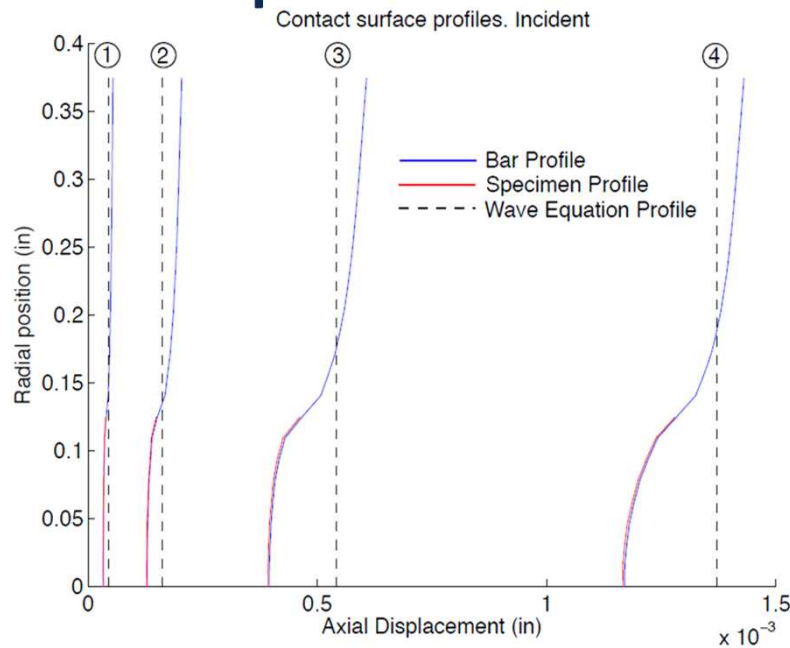 Contact surface profiles. Incident
0.4
① ② ③ ④
0.35
0.3
0.25
0.2
0.15
0.1
0.05
0
Radial position (in)
Bar Profile
Specimen Profile
Wave Equation Profile
0 0.5 1 1.5
Axial Displacement (in)
x 10⁻³